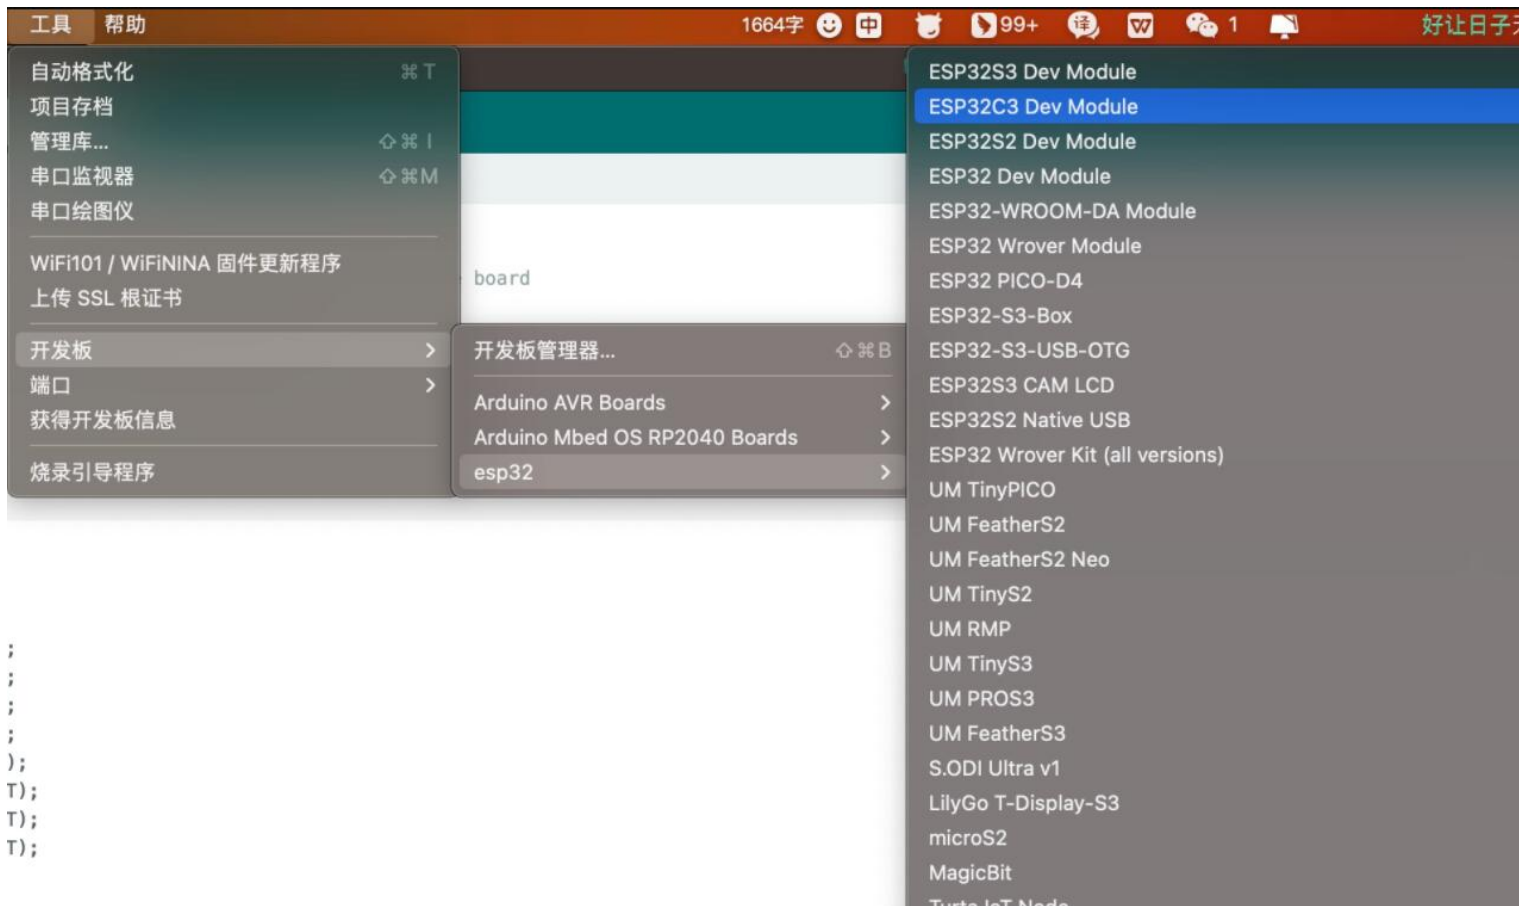 工具 帮助 1664字 中 99+ 译 W 1 好让日子
自动格式化 ⌘ T
项目存档
管理库... ⇧ ⌘ I
串口监视器 ⇧ ⌘ M
串口绘图仪
WiFi101 / WiFiNINA 固件更新程序
上传 SSL 根证书
开发板
端口
获得开发板信息
烧录引导程序
board
开发板管理器... ⇧ ⌘ B
Arduino AVR Boards
Arduino Mbed OS RP2040 Boards
esp32
ESP32S3 Dev Module
ESP32C3 Dev Module
ESP32S2 Dev Module
ESP32 Dev Module
ESP32-WROOM-DA Module
ESP32 Wrover Module
ESP32 PICO-D4
ESP32-S3-Box
ESP32-S3-USB-OTG
ESP32S3 CAM LCD
ESP32S2 Native USB
ESP32 Wrover Kit (all versions)
UM TinyPICO
UM FeatherS2
UM FeatherS2 Neo
UM TinyS2
UM RMP
UM TinyS3
UM PROS3
UM FeatherS3
S.ODI Ultra v1
LilyGo T-Display-S3
microS2
MagicBit
;
;
;
;
);
T);
T);
T);